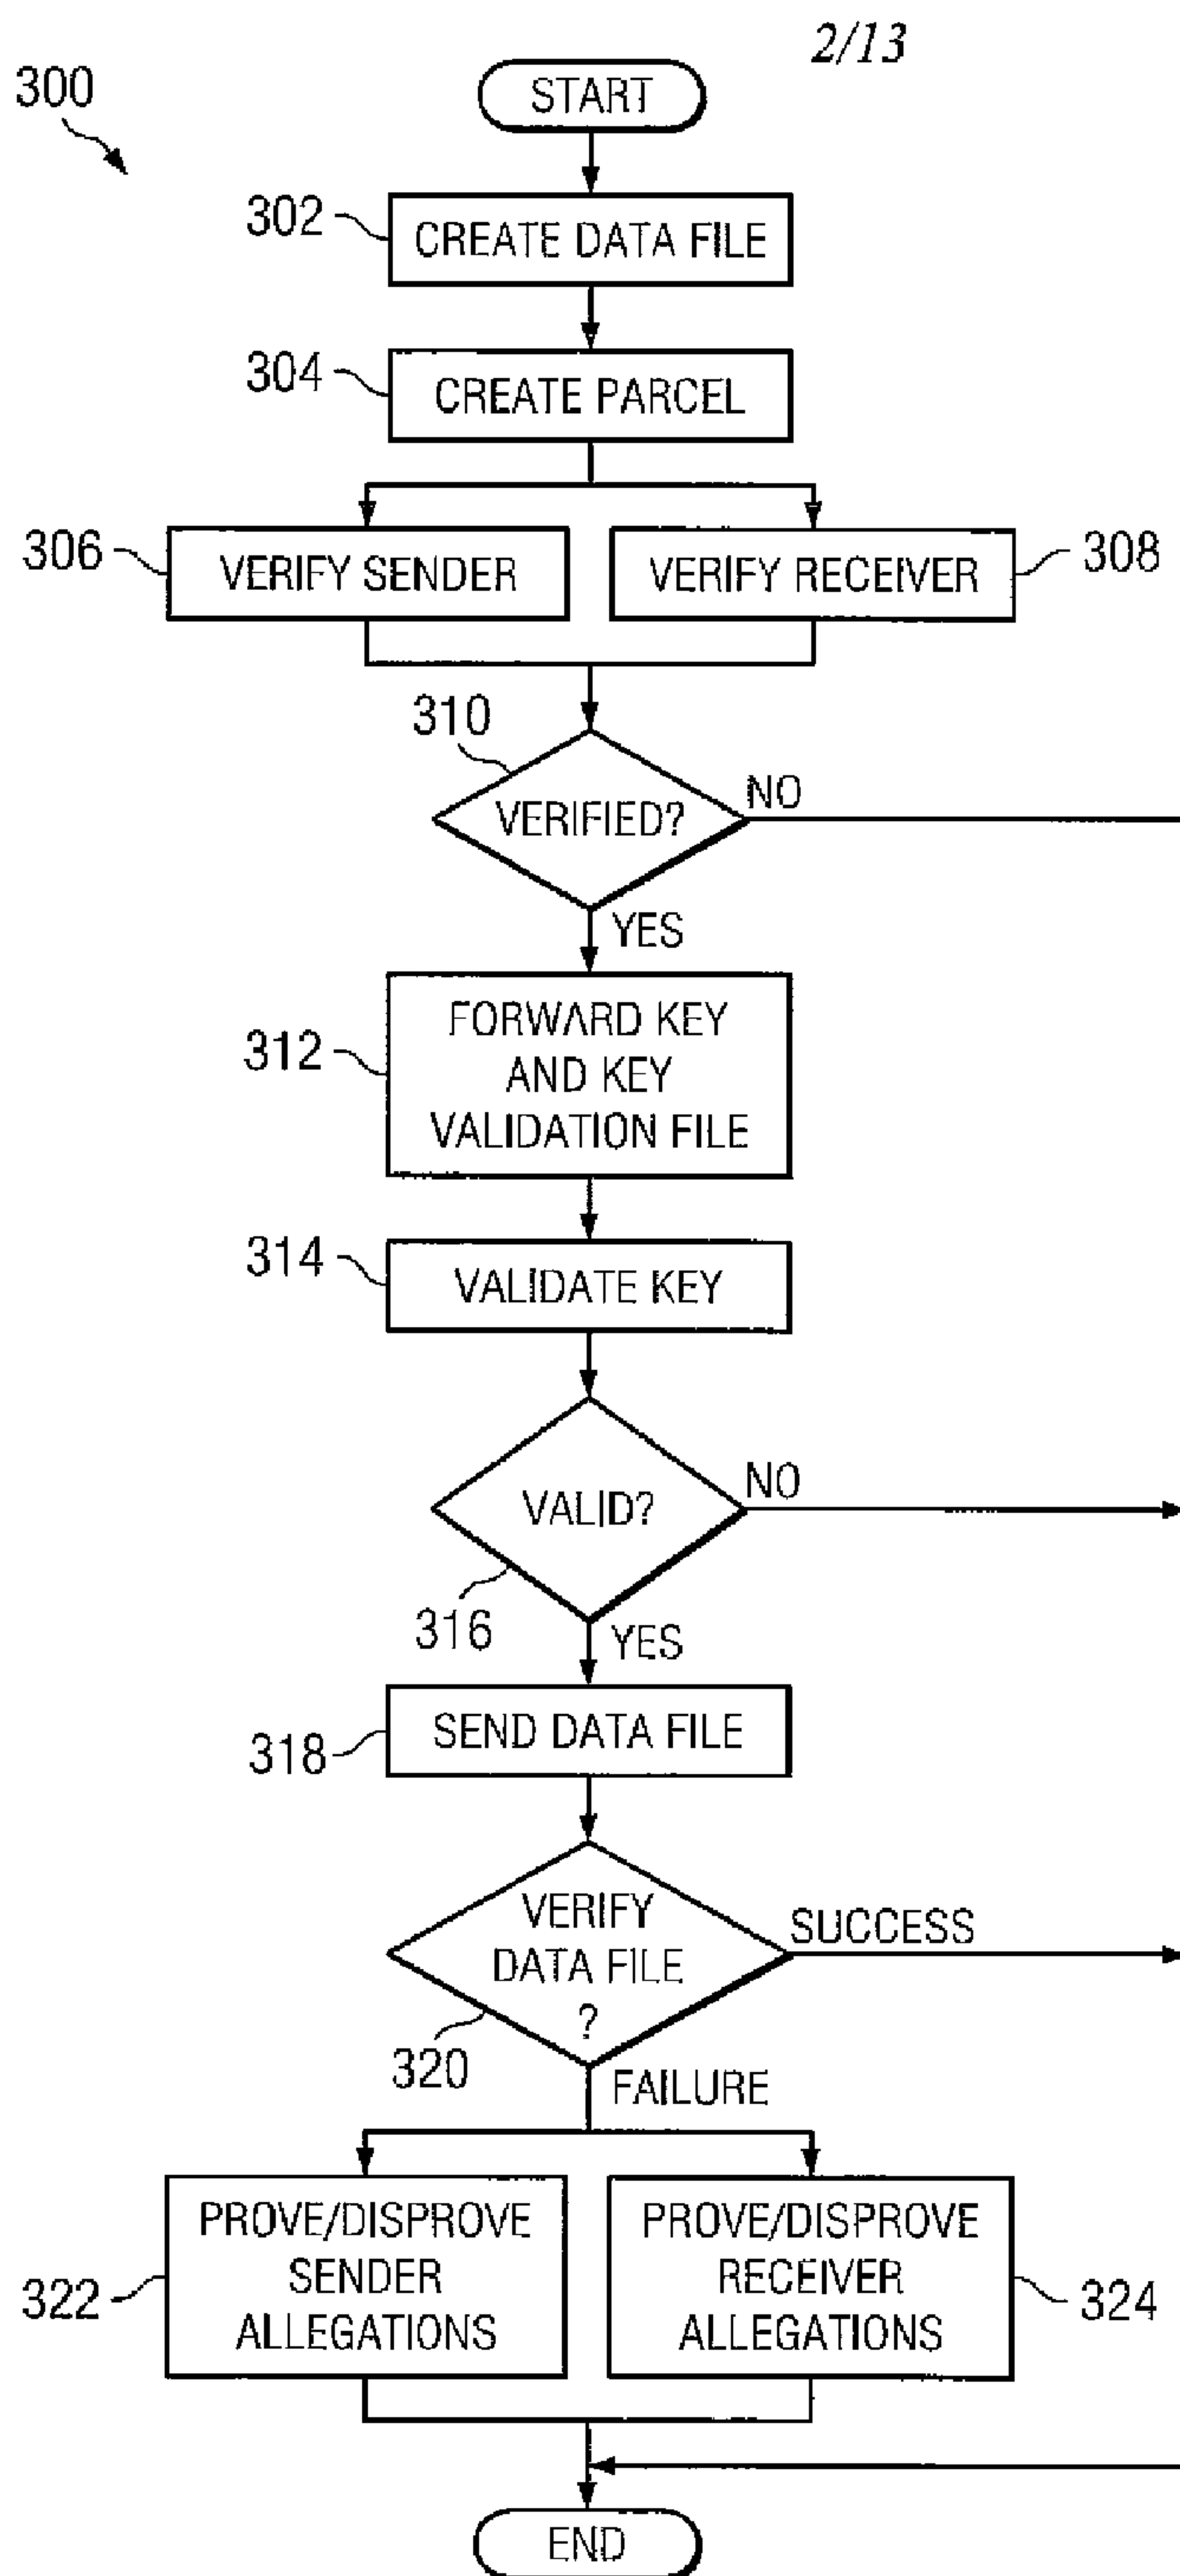 2/13
300
START
302
CREATE DATA FILE
304
CREATE PARCEL
306
VERIFY SENDER
VERIFY RECEIVER
308
310
VERIFIED?
NO
YES
312
FORWARD KEY
AND KEY
VALIDATION FILE
314
VALIDATE KEY
VALID?
NO
316
YES
318
SEND DATA FILE
VERIFY
DATA FILE
?
SUCCESS
320
FAILURE
322
PROVE/DISPROVE
SENDER
ALLEGATIONS
PROVE/DISPROVE
RECEIVER
ALLEGATIONS
324
END